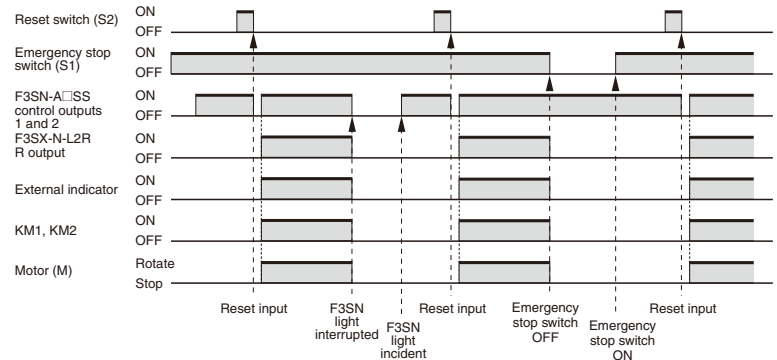 Reset switch (S2)
ON
OFF
Emergency stop
switch (S1)
ON
OFF
F3SN-A□SS
control outputs
1 and 2
ON
OFF
F3SX-N-L2R
R output
ON
OFF
External indicator
ON
OFF
KM1, KM2
ON
OFF
Motor (M)
Rotate
Stop
Reset input
F3SN
light
interrupted
F3SN
light
incident
Reset input
Emergency
stop switch
OFF
Emergency
stop switch
ON
Reset input